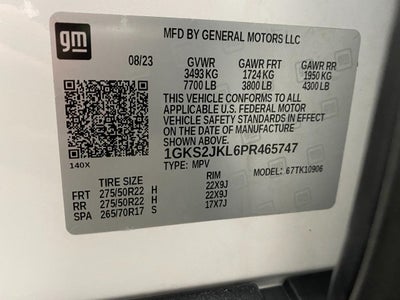 gm
MFD BY GENERAL MOTORS LLC
08/23 GVWR GAWR FRT GAWR RR
3493 KG 1724 KG 1950 KG
7700 LB 3800 LB 4300 LB
THIS VEHICLE CONFORMS TO ALL
APPLICABLE U.S. FEDERAL MOTOR
VEHICLE SAFETY STANDARDS IN EFFECT
ON THE DATE OF MANUFACTURE
SHOWN ABOVE.
1GKS2JKL6PR465747
140X TYPE: MPV MODEL: 67TK10906
TIRE SIZE RIM
FRT 275/50R22 H 22X9J
RR 275/50R22 H 22X9J
SPA 265/70R17 S 17X7J